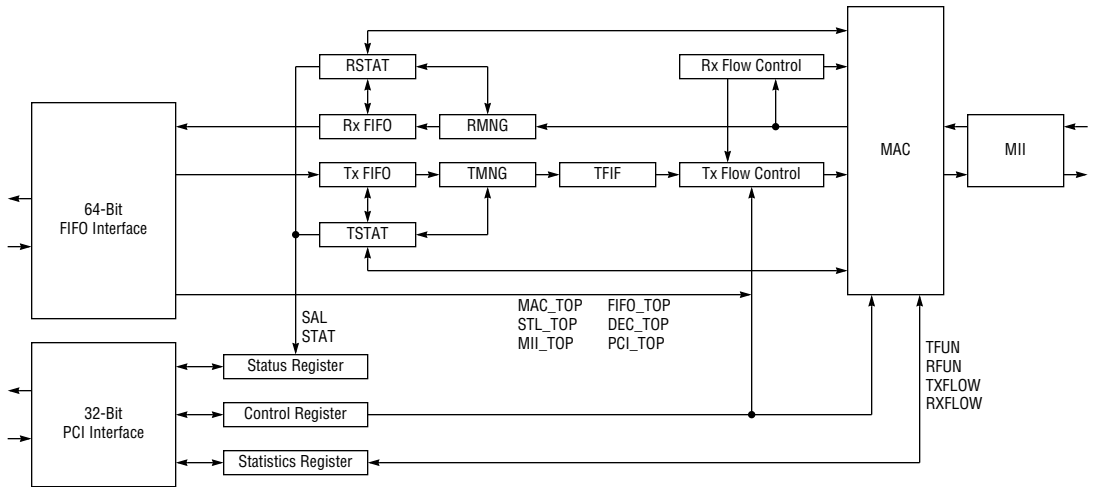 RSTAT
Rx Flow Control
Rx FIFO
RMNG
MAC
MII
Tx FIFO
TMNG
TFIF
Tx Flow Control
64-Bit
FIFO Interface
TSTAT
MAC_TOP FIFO_TOP
STL_TOP DEC_TOP
MII_TOP PCI_TOP
SAL
STAT
Status Register
TFUN
RFUN
TXFLOW
RXFLOW
32-Bit
PCI Interface
Control Register
Statistics Register